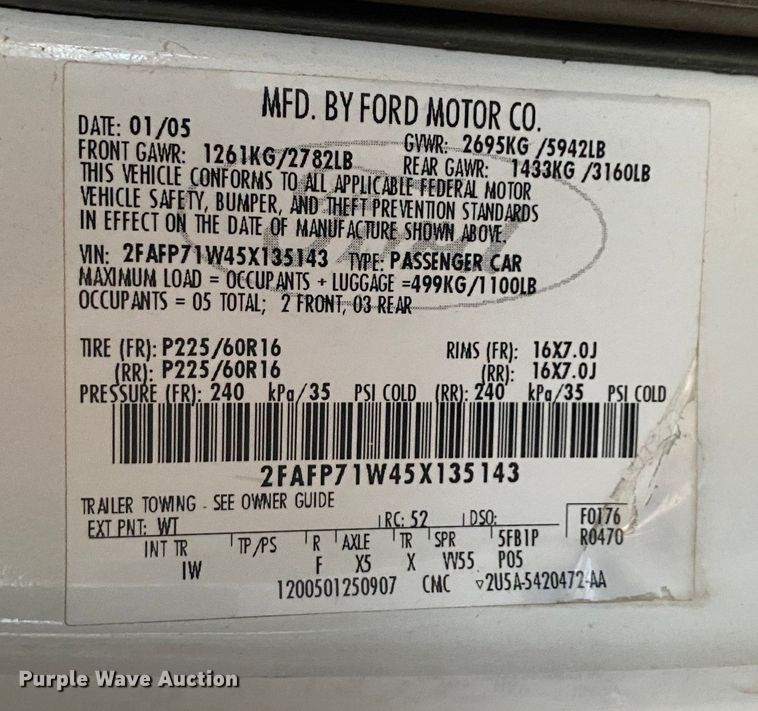 MFD. BY FORD MOTOR CO.
DATE: 01/05 GVWR: 2695KG /5942LB
FRONT GAWR: 1261KG/2782LB REAR GAWR: 1433KG /3160LB
THIS VEHICLE CONFORMS TO ALL APPLICABLE FEDERAL MOTOR
VEHICLE SAFETY, BUMPER, AND THEFT PREVENTION STANDARDS
IN EFFECT ON THE DATE OF MANUFACTURE SHOWN ABOVE.
VIN: 2FAFP71W45X135143 TYPE: PASSENGER CAR
MAXIMUM LOAD = OCCUPANTS + LUGGAGE =499KG/1100LB
OCCUPANTS = 05 TOTAL; 2 FRONT, 03 REAR
TIRE (FR): P225/60R16 RIMS (FR): 16X7.0J
(RR): P225/60R16 (RR): 16X7.0J
PRESSURE (FR): 240 kPa/35 PSI COLD (RR): 240 kPa/35 PSI COLD
2FAFP71W45X135143
TRAILER TOWING - SEE OWNER GUIDE
EXT PNT: WT RC: 52 DSO: F0176
INT TR TP/PS R AXLE TR SPR 5FB1P R0470
IW F X5 X VV55 P05
1200501250907 CMC ▽2U5A-5420472-AA
Purple Wave Auction